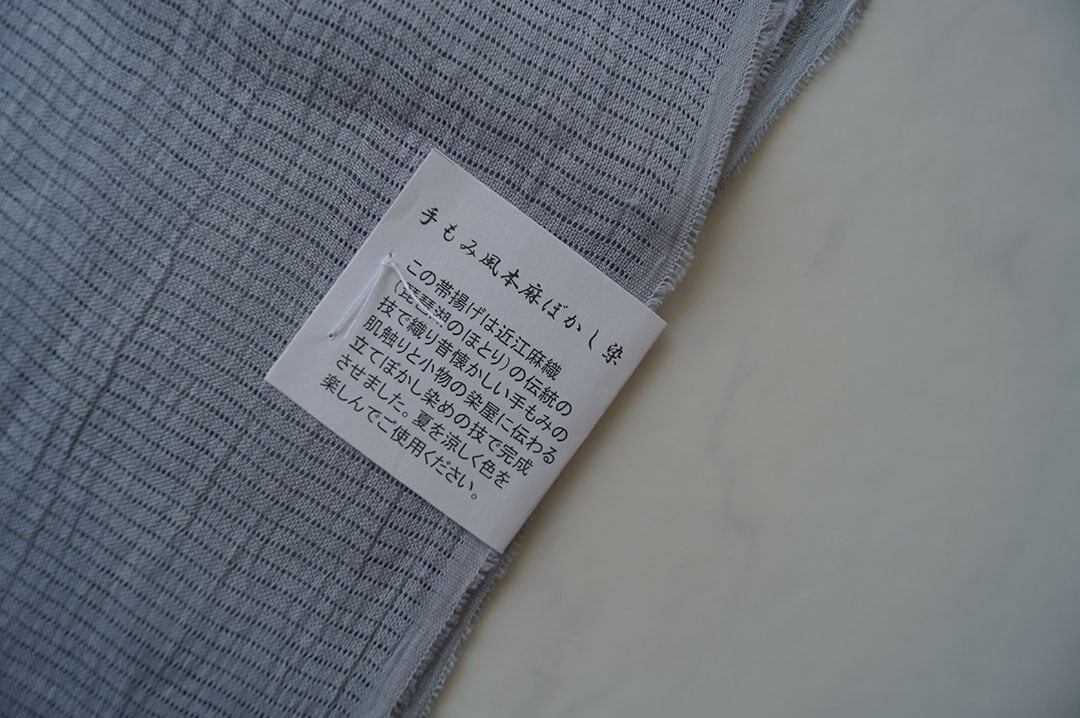 手もみ風本麻ぼかし染
この帯揚げは近江麻織
(琵琶湖のほとり)の伝統の
技で織り昔懐かしい手もみの
肌触りと小物の染屋に伝わる
立てぼかし染めの技で完成
させました。夏を涼しく色を
楽しんでご使用ください。